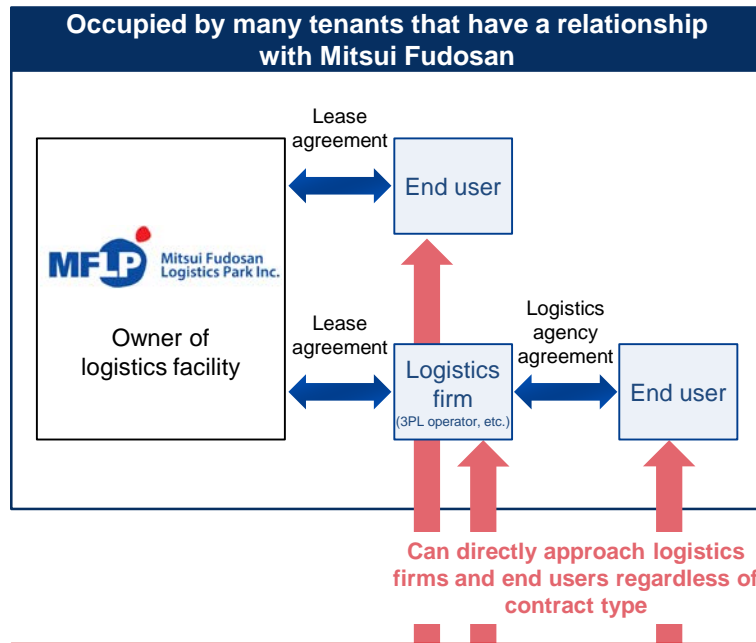 Occupied by many tenants that have a relationship
with Mitsui Fudosan
Lease
agreement
End user
MFLP
Mitsui Fudosan
Logistics Park Inc.
Owner of
logistics facility
Lease
agreement
Logistics
firm
(3PL operator, etc.)
Logistics
agency
agreement
End user
Can directly approach logistics
firms and end users regardless of
contract type